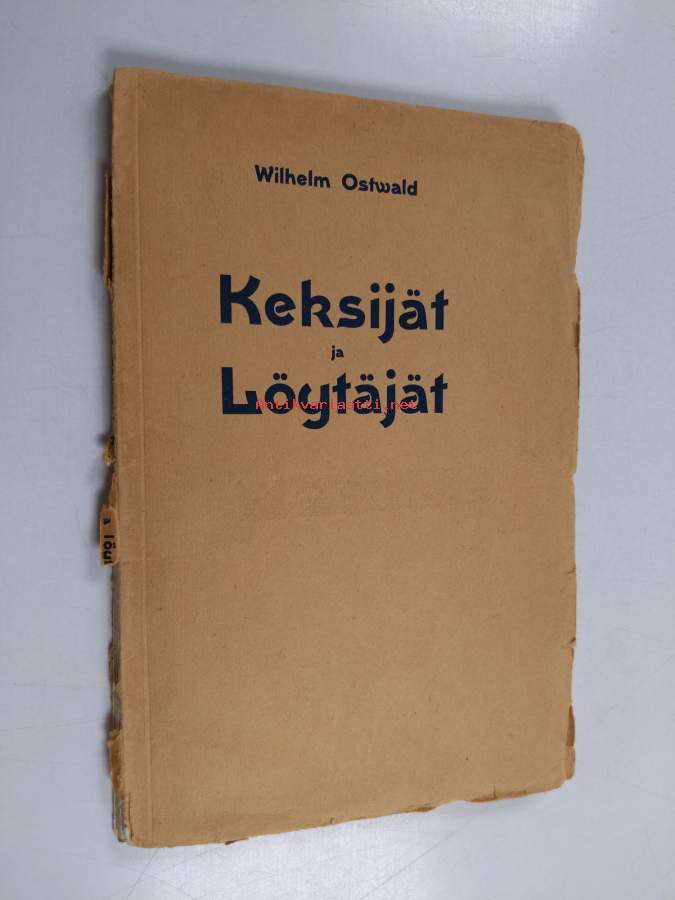 Wilhelm Ostwald
Keksijät
ja
Löytäjät
Antikvariaatti.net